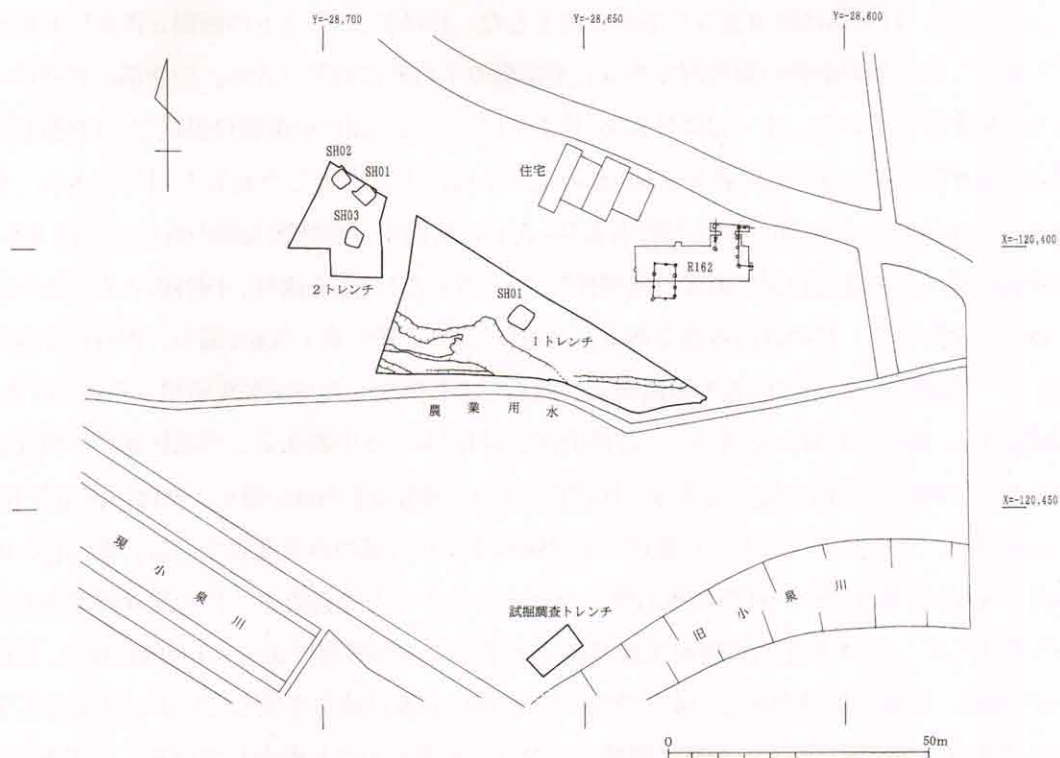 Y=-28,700
Y=-28,650
Y=-28,600
SH02
SH01
住宅
SH03
X=-120,400
R162
2トレンチ
SH01
1トレンチ
農業用水
X=-120,450
現小泉川
旧小泉川
試掘調査トレンチ
0
50m